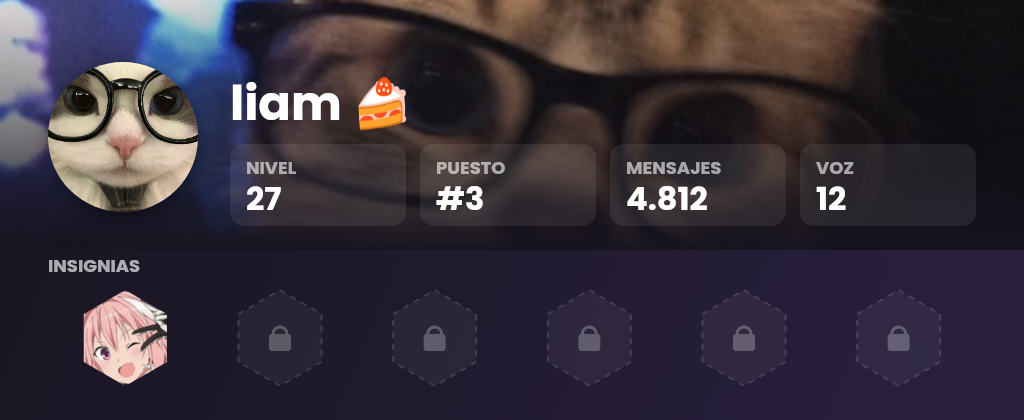 liam 🍰
NIVEL
27
PUESTO
#3
MENSAJES
4.812
VOZ
12
INSIGNIAS